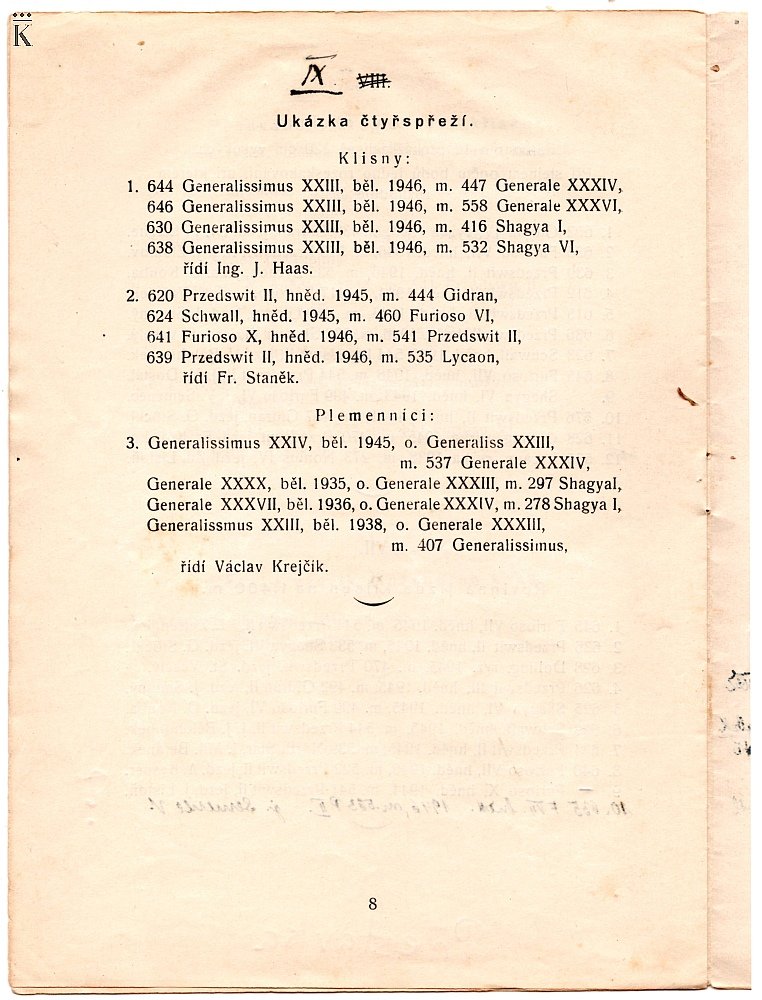 K
IX VIII.
Ukázka čtyřspřeží.
Klisny:
1. 644 Generalissimus XXIII, běl. 1946, m. 447 Generale XXXIV,
646 Generalissimus XXIII, běl. 1946, m. 558 Generale XXXVI,
630 Generalissimus XXIII, běl. 1946, m. 416 Shagya I,
638 Generalissimus XXIII, běl. 1946, m. 532 Shagya VI,
řídí Ing. J. Haas.
2. 620 Przedswit II, hněd. 1945, m. 444 Gidran,
624 Schwall, hněd. 1945, m. 460 Furioso VI,
641 Furioso X, hněd. 1946, m. 541 Przedswit II,
639 Przedswit II, hněd. 1946, m. 535 Lycaon,
řídí Fr. Staněk.
Plemenníci:
3. Generalissimus XXIV, běl. 1945, o. Generaliss XXIII,
m. 537 Generale XXXIV,
Generale XXXX, běl. 1935, o. Generale XXXIII, m. 297 ShagyaI,
Generale XXXVII, běl. 1936, o. Generale XXXIV, m. 278 Shagya I,
Generalissmus XXIII, běl. 1938, o. Generale XXXIII,
m. 407 Generalissimus,
řídí Václav Krejčík.
8